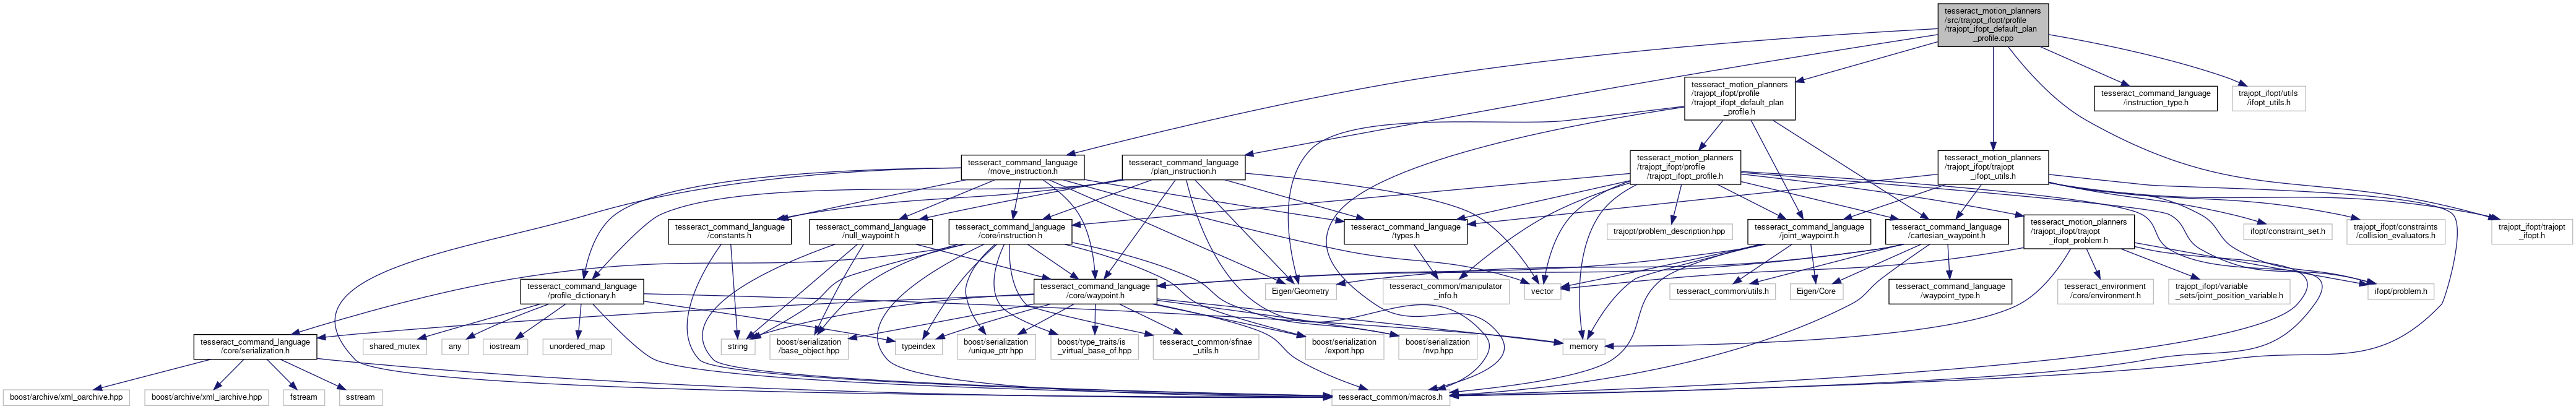 tesseract_motion_planners
/src/trajopt_ifopt/profile
/trajopt_ifopt_default_plan
_profile.cpp
tesseract_motion_planners
/trajopt_ifopt/profile
/trajopt_ifopt_default_plan
_profile.h
tesseract_command_language
/instruction_type.h
trajopt_ifopt/utils
/ifopt_utils.h
tesseract_command_language
/move_instruction.h
tesseract_command_language
/plan_instruction.h
tesseract_motion_planners
/trajopt_ifopt/profile
/trajopt_ifopt_profile.h
tesseract_motion_planners
/trajopt_ifopt/trajopt
_ifopt_utils.h
tesseract_command_language
/constants.h
tesseract_command_language
/null_waypoint.h
tesseract_command_language
/core/instruction.h
tesseract_command_language
/types.h
trajopt/problem_description.hpp
tesseract_command_language
/joint_waypoint.h
tesseract_command_language
/cartesian_waypoint.h
tesseract_motion_planners
/trajopt_ifopt/trajopt
_ifopt_problem.h
ifopt/constraint_set.h
trajopt_ifopt/constraints
/collision_evaluators.h
trajopt_ifopt/trajopt
_ifopt.h
tesseract_command_language
/profile_dictionary.h
tesseract_command_language
/core/waypoint.h
Eigen/Geometry
tesseract_common/manipulator
_info.h
vector
tesseract_common/utils.h
Eigen/Core
tesseract_command_language
/waypoint_type.h
tesseract_environment
/core/environment.h
trajopt_ifopt/variable
_sets/joint_position_variable.h
ifopt/problem.h
tesseract_command_language
/core/serialization.h
shared_mutex
any
iostream
unordered_map
string
boost/serialization
/base_object.hpp
typeindex
boost/serialization
/unique_ptr.hpp
boost/type_traits/is
_virtual_base_of.hpp
tesseract_common/sfinae
_utils.h
boost/serialization
/export.hpp
boost/serialization
/nvp.hpp
memory
boost/archive/xml_oarchive.hpp
boost/archive/xml_iarchive.hpp
fstream
sstream
tesseract_common/macros.h